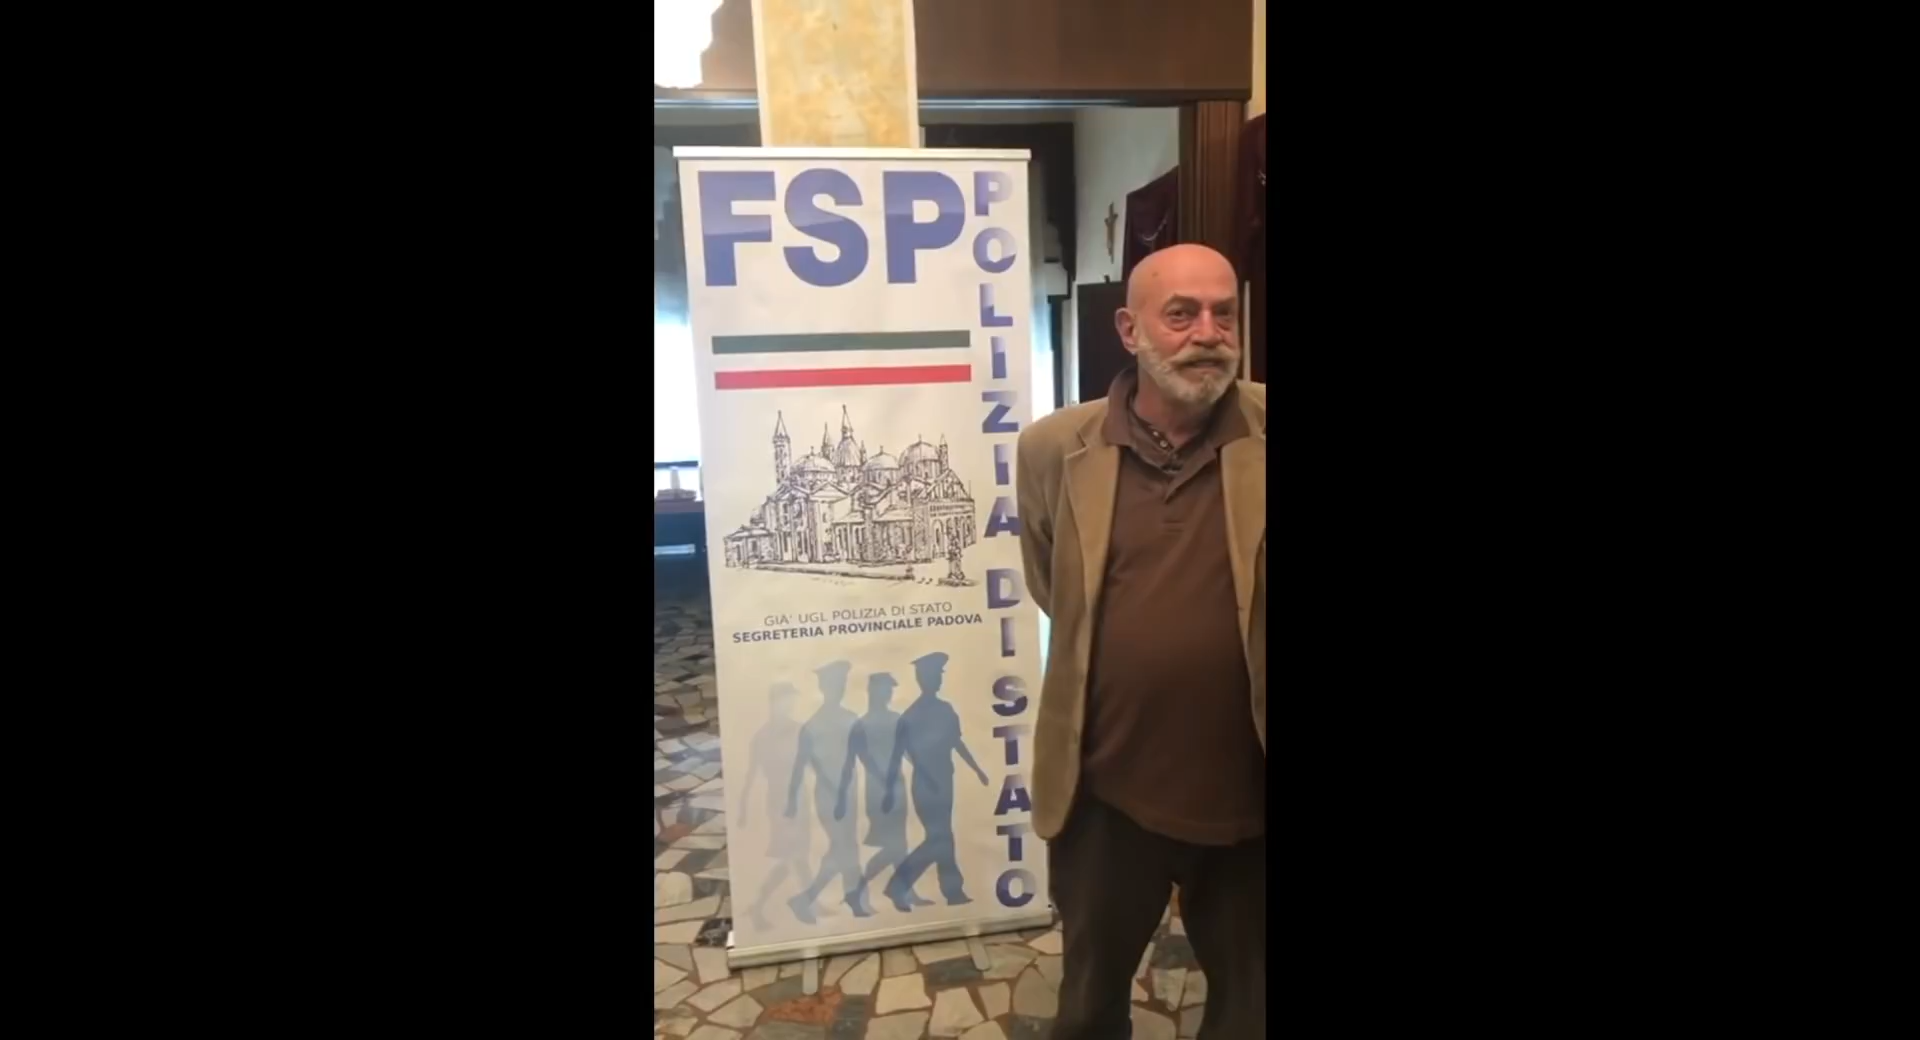 FSP
POLIZIA DI STATO
GIA' UGL POLIZIA DI STATO
SEGRETERIA PROVINCIALE PADOVA